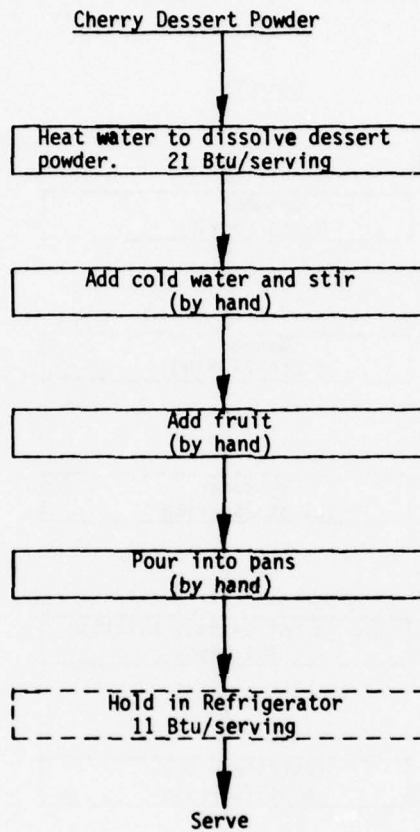 Cherry Dessert Powder
Heat water to dissolve dessert
powder. 21 Btu/serving
Add cold water and stir
(by hand)
Add fruit
(by hand)
Pour into pans
(by hand)
Hold in Refrigerator
11 Btu/serving
Serve